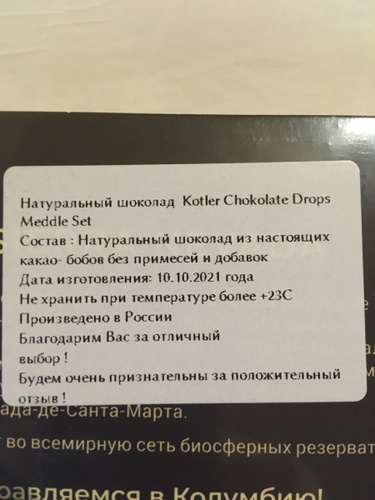 Натуральный шоколад Kotler Chokolate Drops
Meddle Set
Состав : Натуральный шоколад из настоящих
какао- бобов без примесей и добавок
Дата изготовления: 10.10.2021 года
Не хранить при температуре более +23С
Произведено в России
Благодарим Вас за отличный
выбор !
Будем очень признательны за положительный
отзыв !
ада-де-Санта-Марта.
т во всемирную сеть биосферных резерват
равляемся в Колумбию!